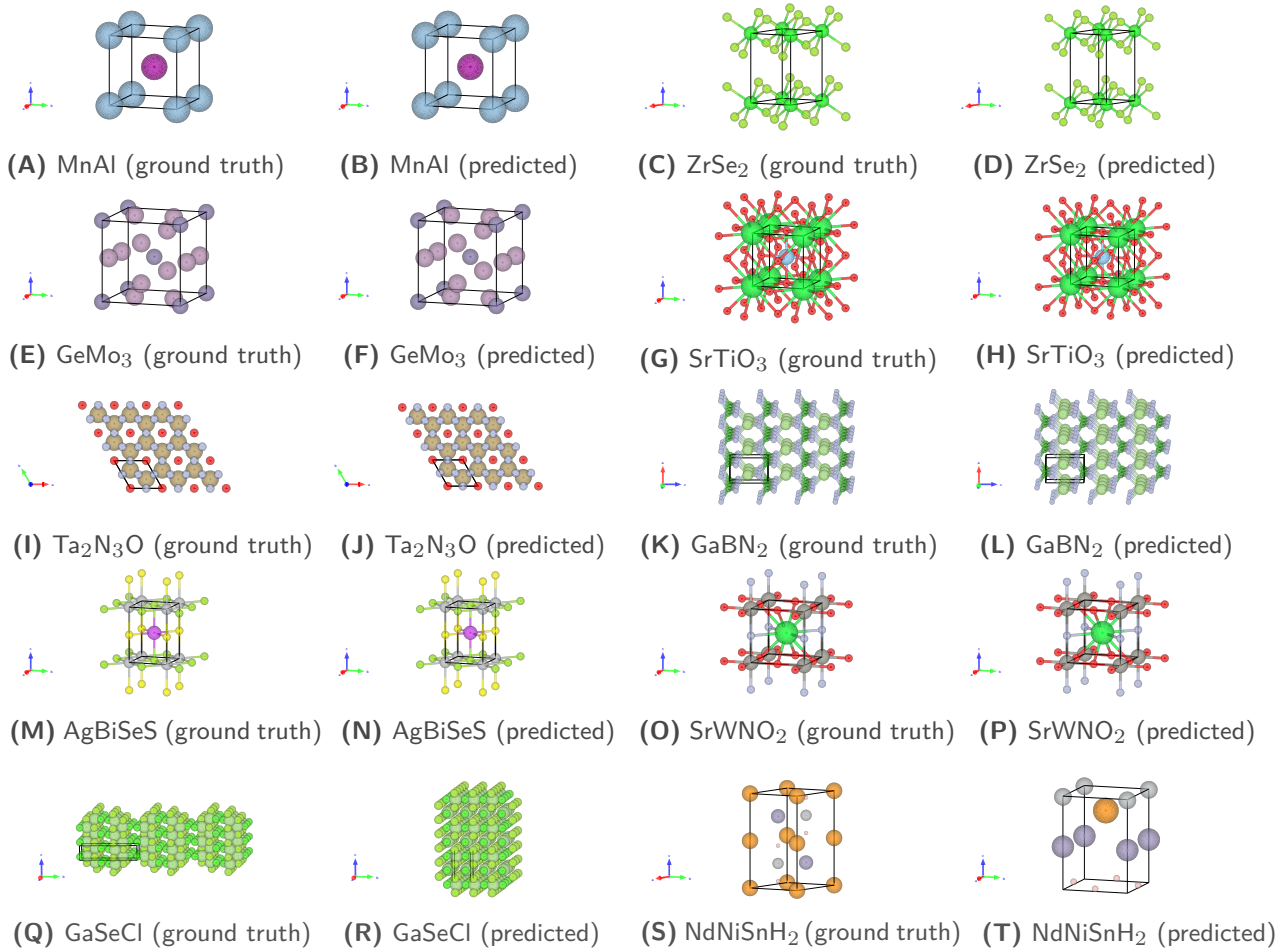 (A) MnAl (ground truth) (B) MnAl (predicted) (C) ZrSe₂ (ground truth) (D) ZrSe₂ (predicted)
(E) GeMo₃ (ground truth) (F) GeMo₃ (predicted) (G) SrTiO₃ (ground truth) (H) SrTiO₃ (predicted)
(I) Ta₂N₃O (ground truth) (J) Ta₂N₃O (predicted) (K) GaBN₂ (ground truth) (L) GaBN₂ (predicted)
(M) AgBiSeS (ground truth) (N) AgBiSeS (predicted) (O) SrWNO₂ (ground truth) (P) SrWNO₂ (predicted)
(Q) GaSeCl (ground truth) (R) GaSeCl (predicted) (S) NdNiSnH₂ (ground truth) (T) NdNiSnH₂ (predicted)